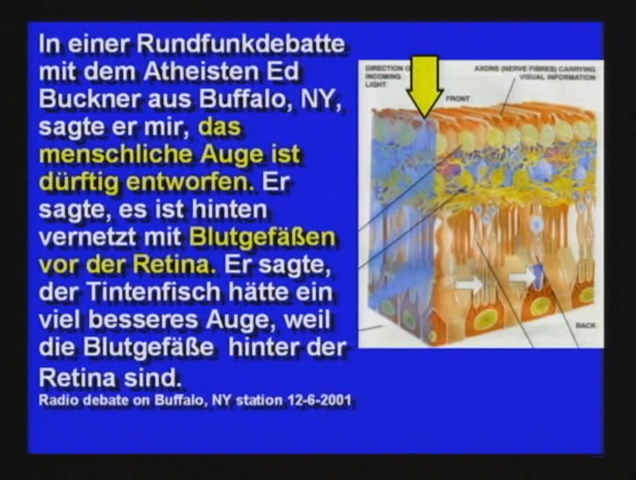 In einer Rundfunkdebatte
mit dem Atheisten Ed
Buckner aus Buffalo, NY,
sagte er mir, das
menschliche Auge ist
dürftig entworfen. Er
sagte, es ist hinten
vernetzt mit Blutgefäßen
vor der Retina. Er sagte,
der Tintenfisch hätte ein
viel besseres Auge, weil
die Blutgefäße hinter der
Retina sind.
Radio debate on Buffalo, NY station 12-6-2001
DIRECTION
INCOMING
LIGHT
FRONT
AXONS (NERVE FIBRES) CARRYING
VISUAL INFORMATION
BACK